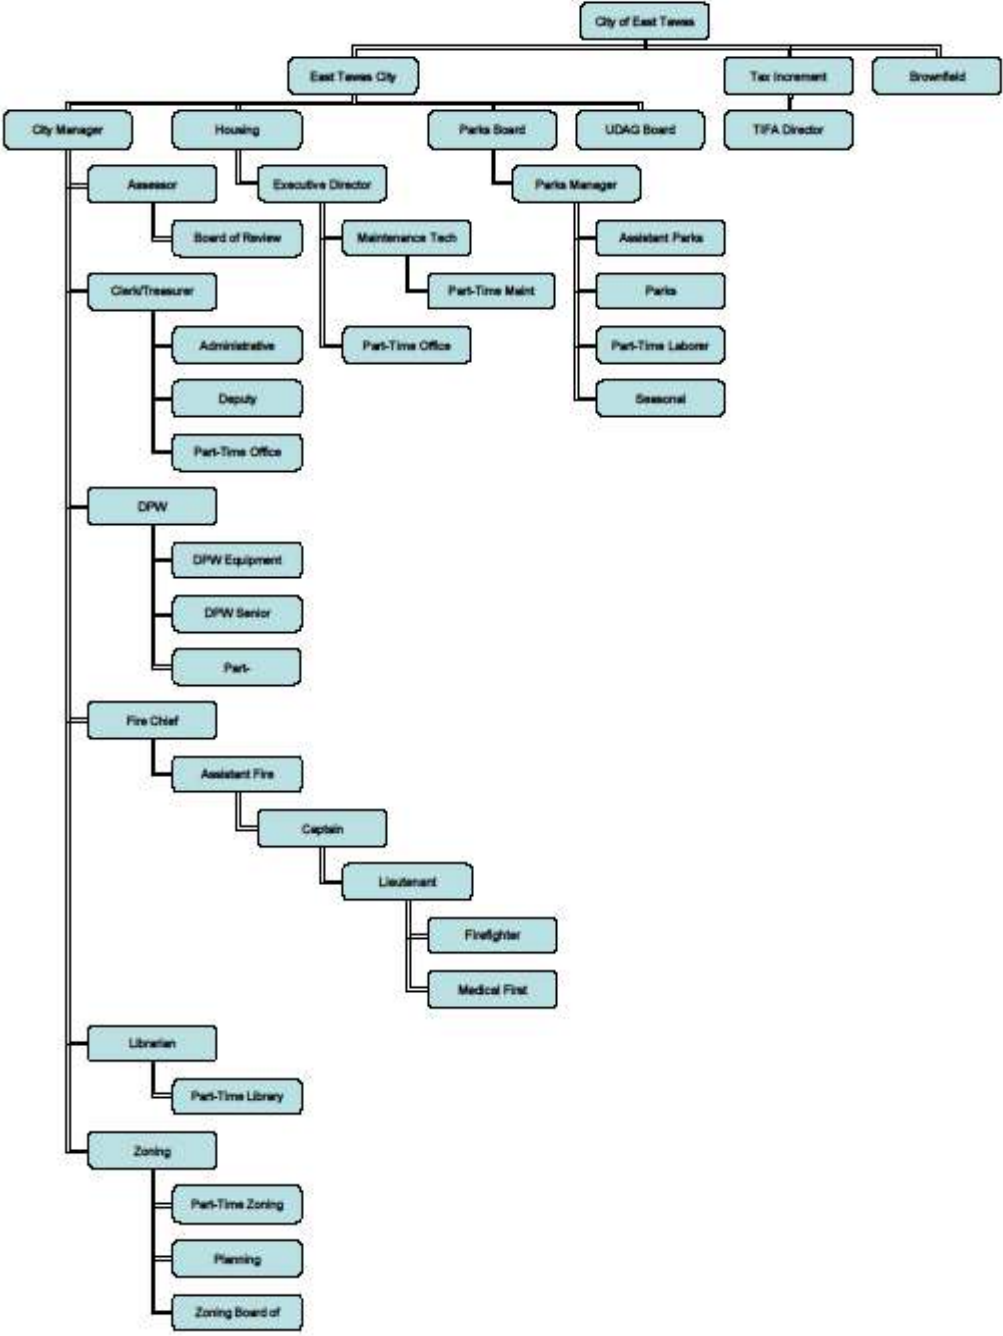 City of East Tawas
East Tawas City
Tax Increment
Brownfield
City Manager
Housing
Parks Board
UDAG Board
TIFA Director
Assessor
Executive Director
Parks Manager
Board of Review
Maintenance Tech
Assistant Parks
Clerk/Treasurer
Part-Time Maint
Parks
Administrative
Part-Time Office
Part-Time Laborer
Deputy
Seasonal
Part-Time Office
DPW
DPW Equipment
DPW Senior
Part-
Fire Chief
Assistant Fire
Captain
Lieutenant
Firefighter
Medical First
Librarian
Part-Time Library
Zoning
Part-Time Zoning
Planning
Zoning Board of